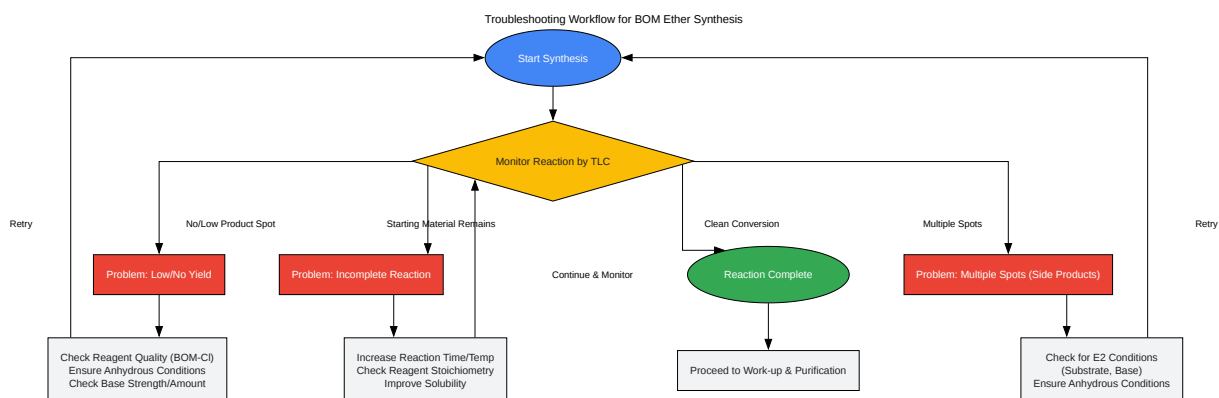 Troubleshooting Workflow for BOM Ether Synthesis
Start Synthesis
Monitor Reaction by TLC
Retry
No/Low Product Spot
Starting Material Remains
Clean Conversion
Multiple Spots
Retry
Problem: Low/No Yield
Problem: Incomplete Reaction
Continue & Monitor
Reaction Complete
Problem: Multiple Spots (Side Products)
Check Reagent Quality (BOM-Cl)
Ensure Anhydrous Conditions
Check Base Strength/Amount
Increase Reaction Time/Temp
Check Reagent Stoichiometry
Improve Solubility
Proceed to Work-up & Purification
Check for E2 Conditions
(Substrate, Base)
Ensure Anhydrous Conditions